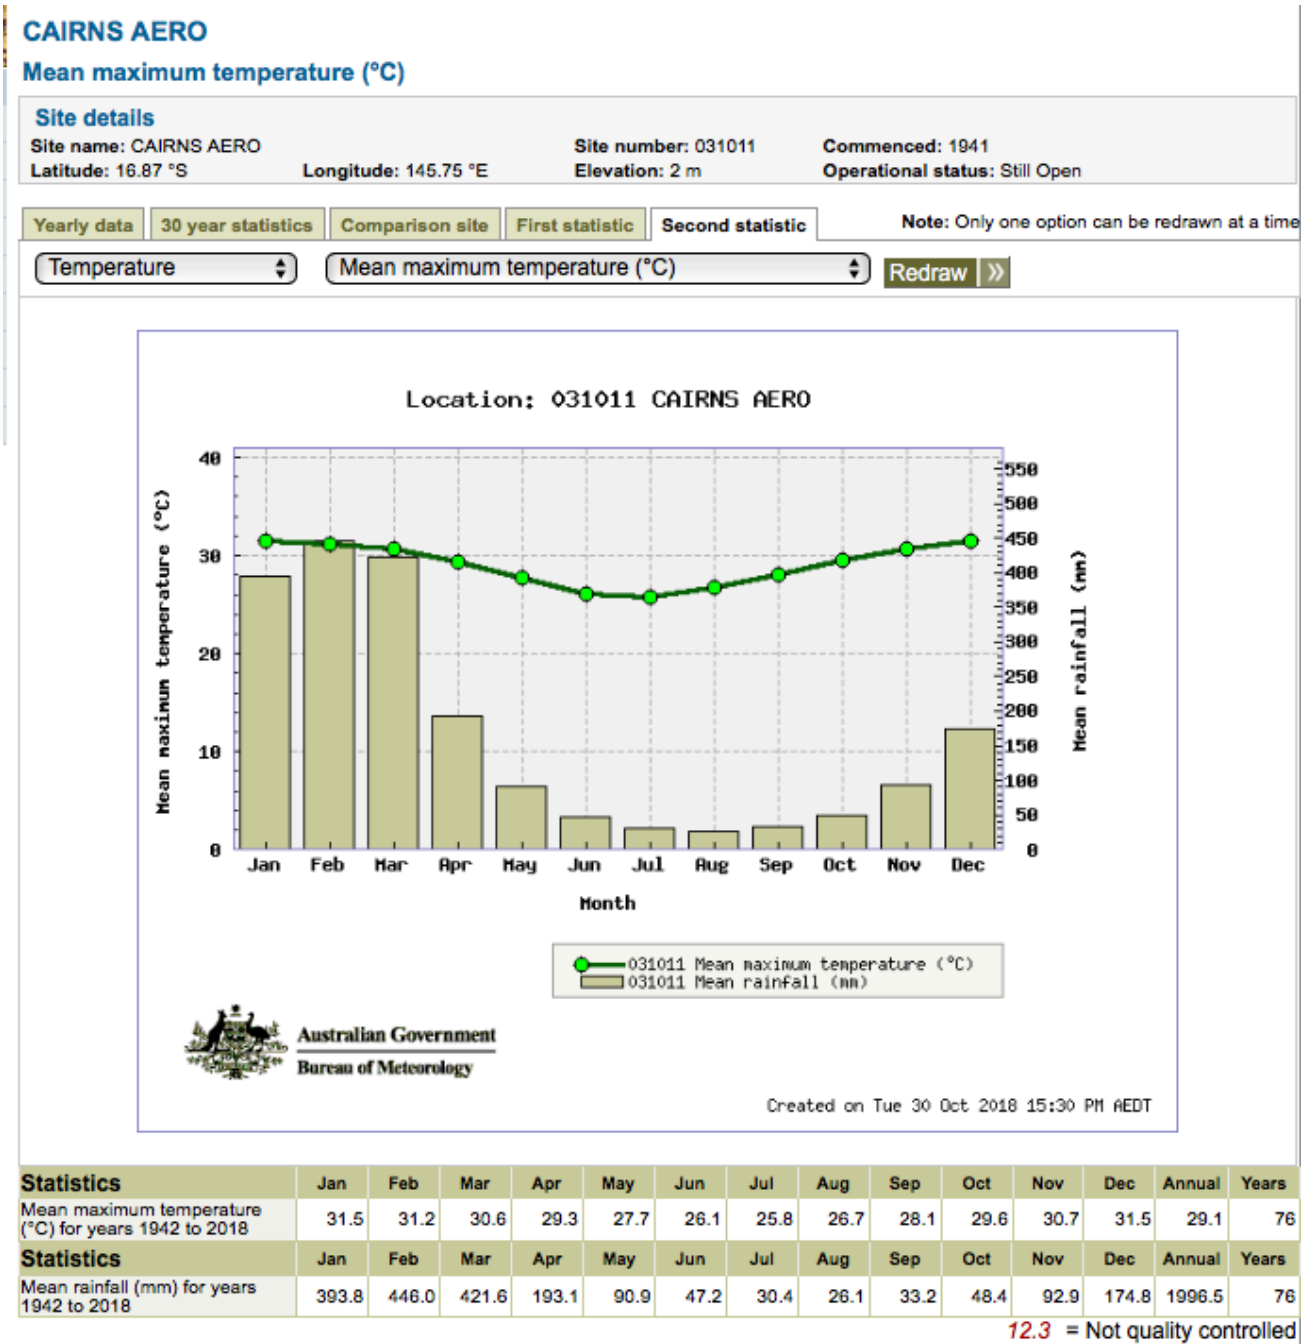 CAIRNS AERO
Mean maximum temperature (°C)
Site details
Site name: CAIRNS AERO Site number: 031011 Commenced: 1941
Latitude: 16.87 °S Longitude: 145.75 °E Elevation: 2 m Operational status: Still Open
Yearly data 30 year statistics Comparison site First statistic Second statistic Note: Only one option can be redrawn at a time
Temperature Mean maximum temperature (°C) Redraw »
Location: 031011 CAIRNS AERO
Mean maximum temperature (°C)
40
30
20
10
0
550
500
450
400
350
300
250
200
150
100
50
0
Mean rainfall (mm)
Jan Feb Mar Apr May Jun Jul Aug Sep Oct Nov Dec
Month
031011 Mean maximum temperature (°C)
031011 Mean rainfall (mm)
Australian Government
Bureau of Meteorology
Created on Tue 30 Oct 2018 15:30 PM AEDT
Statistics Jan Feb Mar Apr May Jun Jul Aug Sep Oct Nov Dec Annual Years
Mean maximum temperature
(°C) for years 1942 to 2018 31.5 31.2 30.6 29.3 27.7 26.1 25.8 26.7 28.1 29.6 30.7 31.5 29.1 76
Statistics Jan Feb Mar Apr May Jun Jul Aug Sep Oct Nov Dec Annual Years
Mean rainfall (mm) for years
1942 to 2018 393.8 446.0 421.6 193.1 90.9 47.2 30.4 26.1 33.2 48.4 92.9 174.8 1996.5 76
12.3 = Not quality controlled